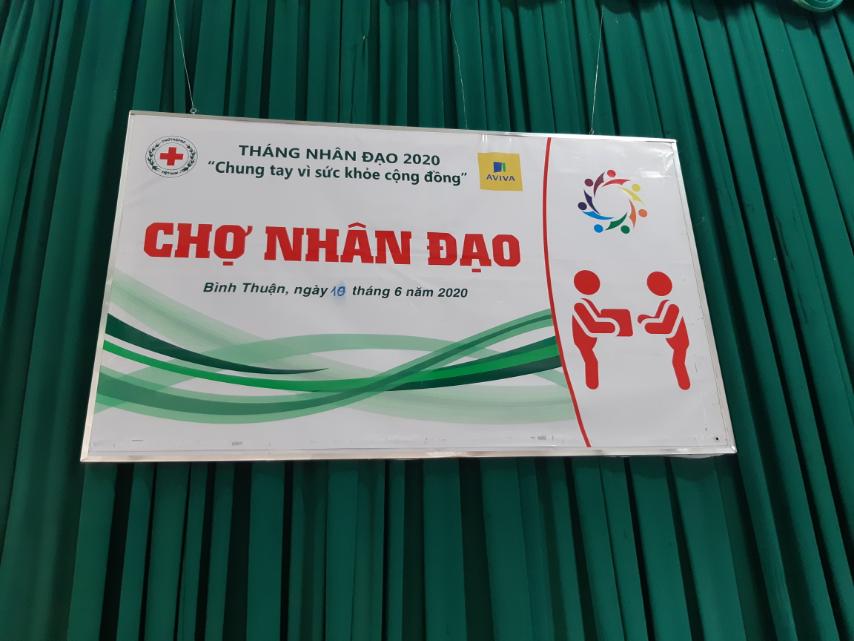 THÁNG NHÂN ĐẠO 2020
"Chung tay vì sức khỏe cộng đồng"
AVIVA
CHỢ NHÂN ĐẠO
Bình Thuận, ngày tháng 6 năm 2020